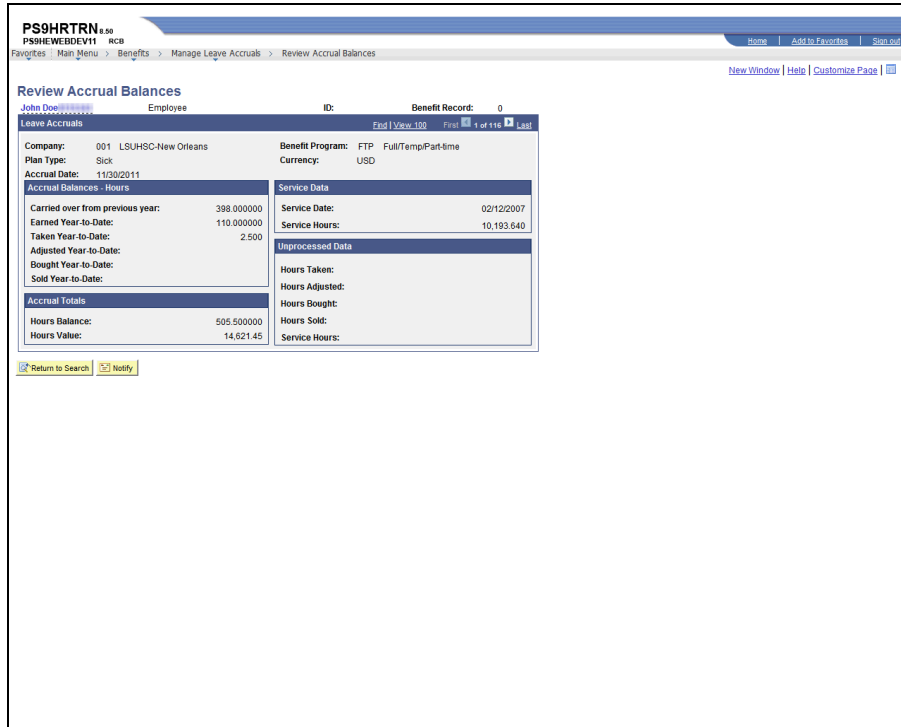 PS9HRTRN 8.50
PS9HEWEBDEV11 RCB
Home | Add to Favorites | Sign out
Favorites | Main Menu > Benefits > Manage Leave Accruals > Review Accrual Balances
New Window | Help | Customize Page |
Review Accrual Balances
John Doe Employee ID: Benefit Record: 0
Leave Accruals Find | View 100 First 1 of 116 Last
Company: 001 LSUHSC-New Orleans Benefit Program: FTP Full/Temp/Part-time
Plan Type: Sick Currency: USD
Accrual Date: 11/30/2011
Accrual Balances - Hours
Carried over from previous year: 398.000000
Earned Year-to-Date: 110.000000
Taken Year-to-Date: 2.500
Adjusted Year-to-Date:
Bought Year-to-Date:
Sold Year-to-Date:
Accrual Totals
Hours Balance: 505.500000
Hours Value: 14,621.45
Service Data
Service Date: 02/12/2007
Service Hours: 10,193.640
Unprocessed Data
Hours Taken:
Hours Adjusted:
Hours Bought:
Hours Sold:
Service Hours:
Return to Search Notify